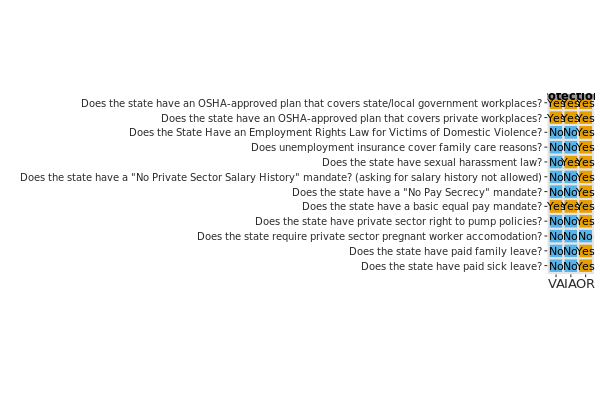 otection
Does the state have an OSHA-approved plan that covers state/local government workplaces? Yes Yes Yes
Does the state have an OSHA-approved plan that covers private workplaces? Yes Yes Yes
Does the State Have an Employment Rights Law for Victims of Domestic Violence? No No Yes
Does unemployment insurance cover family care reasons? No No Yes
Does the state have sexual harassment law? No Yes Yes
Does the state have a "No Private Sector Salary History" mandate? (asking for salary history not allowed) No No Yes
Does the state have a "No Pay Secrecy" mandate? No No Yes
Does the state have a basic equal pay mandate? Yes Yes Yes
Does the state have private sector right to pump policies? No No Yes
Does the state require private sector pregnant worker accomodation? No No No
Does the state have paid family leave? No No Yes
Does the state have paid sick leave? No No Yes
VA IA OR